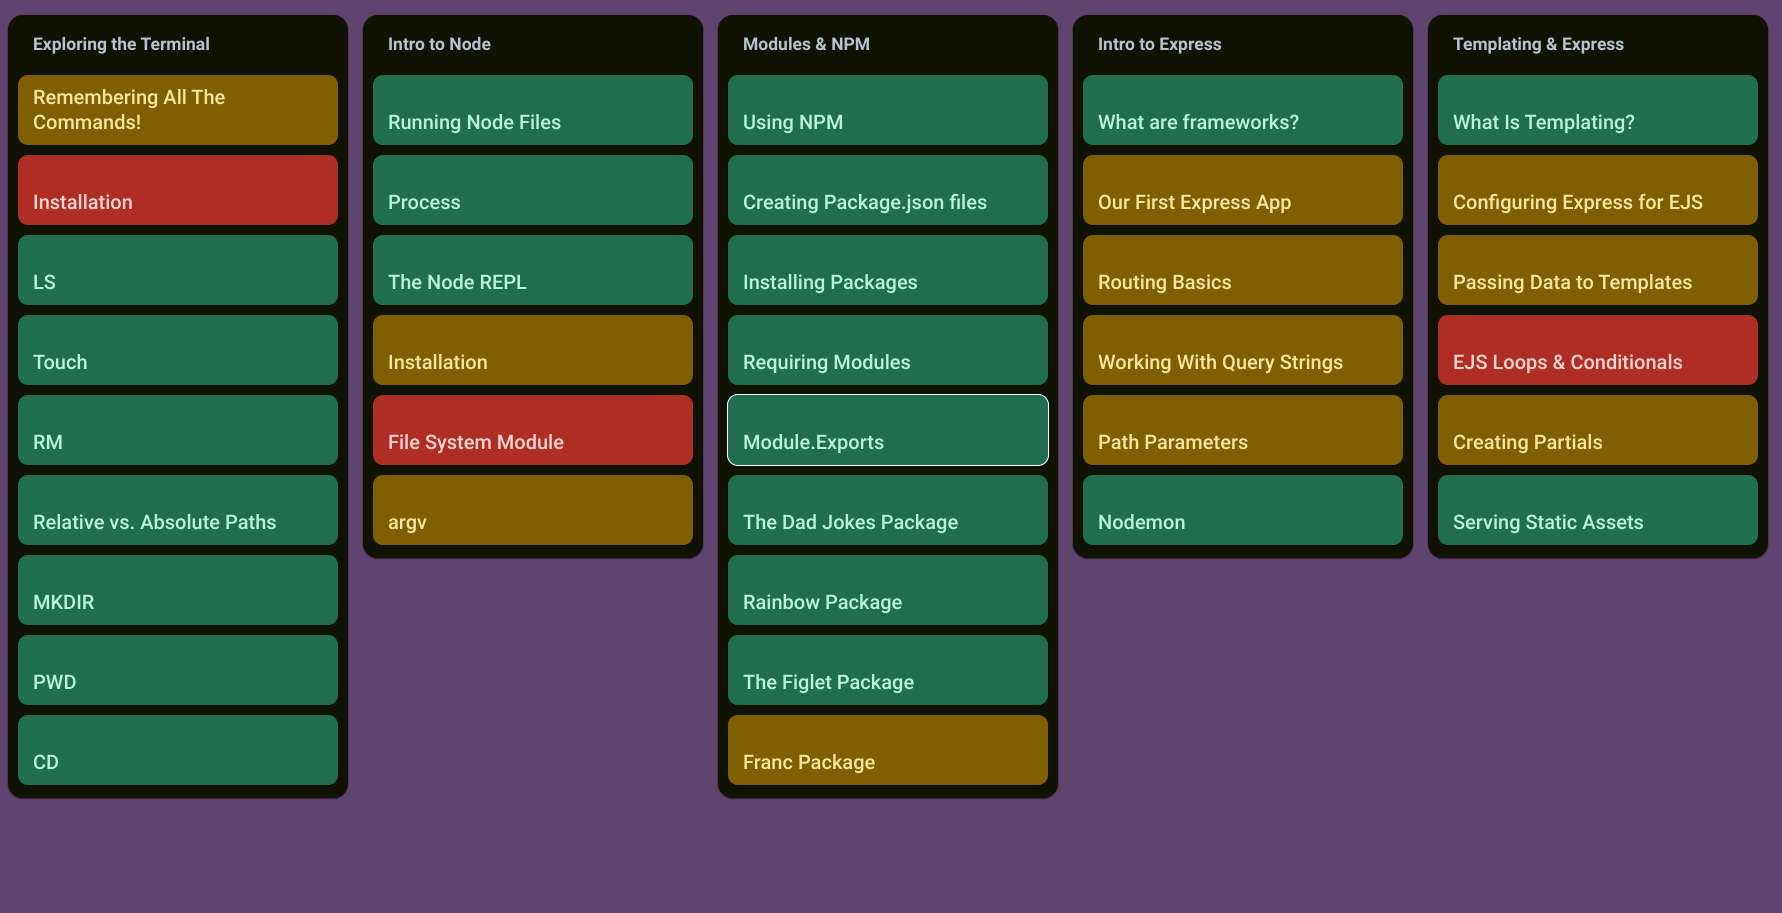 Exploring the Terminal
Remembering All The
Commands!
Installation
LS
Touch
RM
Relative vs. Absolute Paths
MKDIR
PWD
CD
Intro to Node
Running Node Files
Process
The Node REPL
Installation
File System Module
argv
Modules & NPM
Using NPM
Creating Package.json files
Installing Packages
Requiring Modules
Module.Exports
The Dad Jokes Package
Rainbow Package
The Figlet Package
Franc Package
Intro to Express
What are frameworks?
Our First Express App
Routing Basics
Working With Query Strings
Path Parameters
Nodemon
Templating & Express
What Is Templating?
Configuring Express for EJS
Passing Data to Templates
EJS Loops & Conditionals
Creating Partials
Serving Static Assets